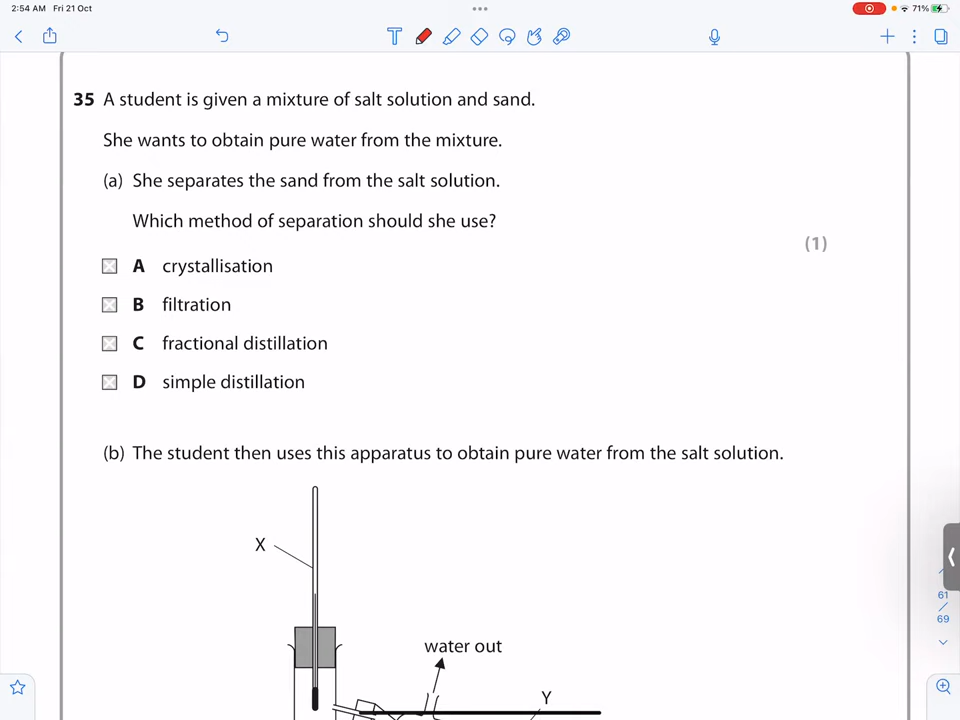 2:54 AM Fri 21 Oct
71%
35 A student is given a mixture of salt solution and sand.
She wants to obtain pure water from the mixture.
(a) She separates the sand from the salt solution.
Which method of separation should she use?
(1)
A crystallisation
B filtration
C fractional distillation
D simple distillation
(b) The student then uses this apparatus to obtain pure water from the salt solution.
X
water out
Y
61
/
69